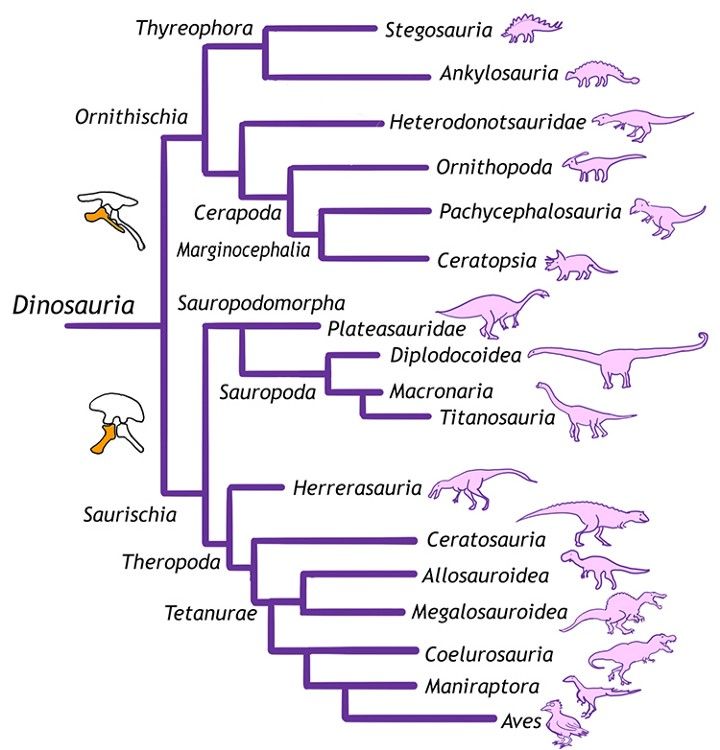 Thyreophora
Stegosauria
Ankylosauria
Ornithischia
Heterodonotsauridae
Ornithopoda
Cerapoda
Pachycephalosauria
Marginocephalia
Ceratopsia
Dinosauria
Sauropodomorpha
Plateasauridae
Diplodocoidea
Sauropoda
Macronaria
Titanosauria
Herrerasauria
Saurischia
Ceratosauria
Theropoda
Allosauroidea
Tetanurae
Megalosauroidea
Coelurosauria
Maniraptora
Aves